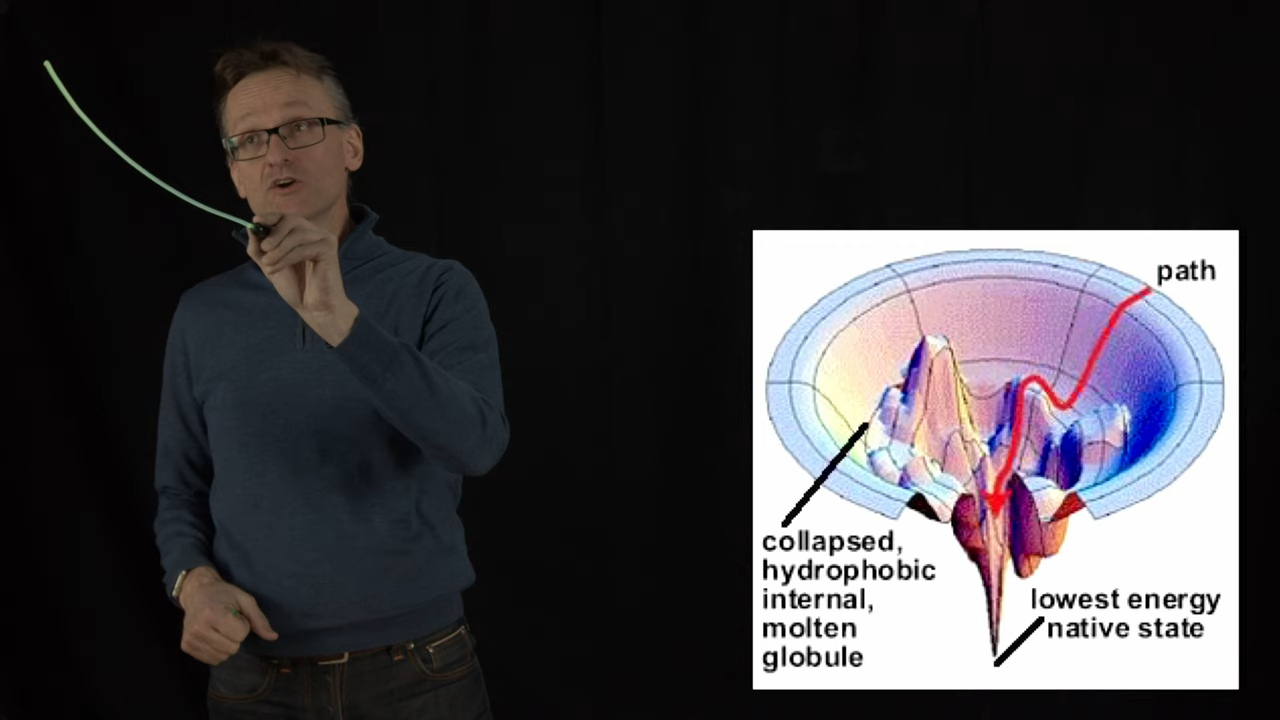 path
collapsed,
hydrophobic
internal,
molten
globule
lowest energy
native state